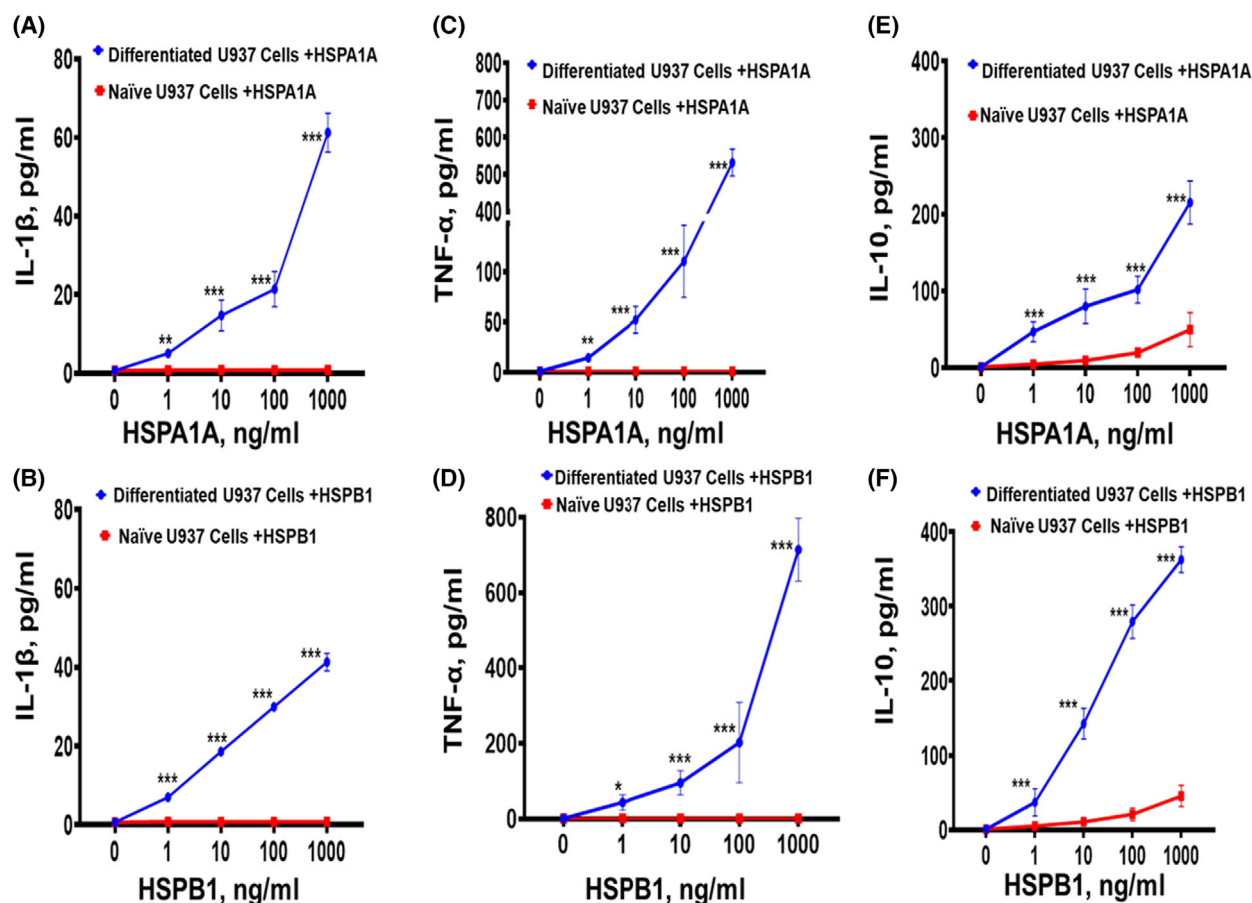 (A)
80
60
40
20
0
IL-1β, pg/ml
Differentiated U937 Cells +HSPA1A
Naïve U937 Cells +HSPA1A
**
***
***
***
0 1 10 100 1000
HSPA1A, ng/ml
(C)
800
700
600
500
400
100
50
0
TNF-α, pg/ml
Differentiated U937 Cells +HSPA1A
Naïve U937 Cells +HSPA1A
**
***
***
***
0 1 10 100 1000
HSPA1A, ng/ml
(E)
400
300
200
100
0
IL-10, pg/ml
Differentiated U937 Cells +HSPA1A
Naïve U937 Cells +HSPA1A
***
***
***
***
0 1 10 100 1000
HSPA1A, ng/ml
(B)
80
60
40
20
0
IL-1β, pg/ml
Differentiated U937 Cells +HSPB1
Naïve U937 Cells +HSPB1
***
***
***
***
0 1 10 100 1000
HSPB1, ng/ml
(D)
800
600
400
200
0
TNF-α, pg/ml
Differentiated U937 Cells +HSPB1
Naïve U937 Cells +HSPB1
*
***
***
***
0 1 10 100 1000
HSPB1, ng/ml
(F)
400
300
200
100
0
IL-10, pg/ml
Differentiated U937 Cells +HSPB1
Naïve U937 Cells +HSPB1
***
***
***
***
0 1 10 100 1000
HSPB1, ng/ml